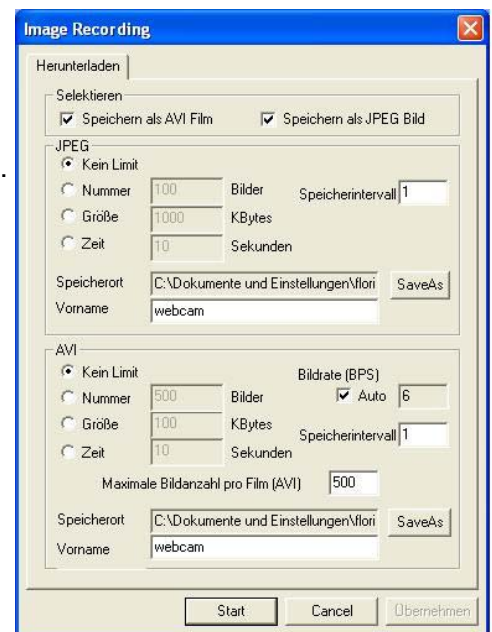 Image Recording
Herunterladen
Selektieren
Speichern als AVI Film Speichern als JPEG Bild
JPEG
Kein Limit
Nummer 100 Bilder Speicherintervall 1
Größe 1000 KBytes
Zeit 10 Sekunden
Speicherort C:\Dokumente und Einstellungen\flori SaveAs
Vorname webcam
AVI
Kein Limit Bildrate (BPS)
Nummer 500 Bilder Auto 6
Größe 100 KBytes Speicherintervall 1
Zeit 10 Sekunden
Maximale Bildanzahl pro Film (AVI) 500
Speicherort C:\Dokumente und Einstellungen\flori SaveAs
Vorname webcam
Start Cancel Übernehmen